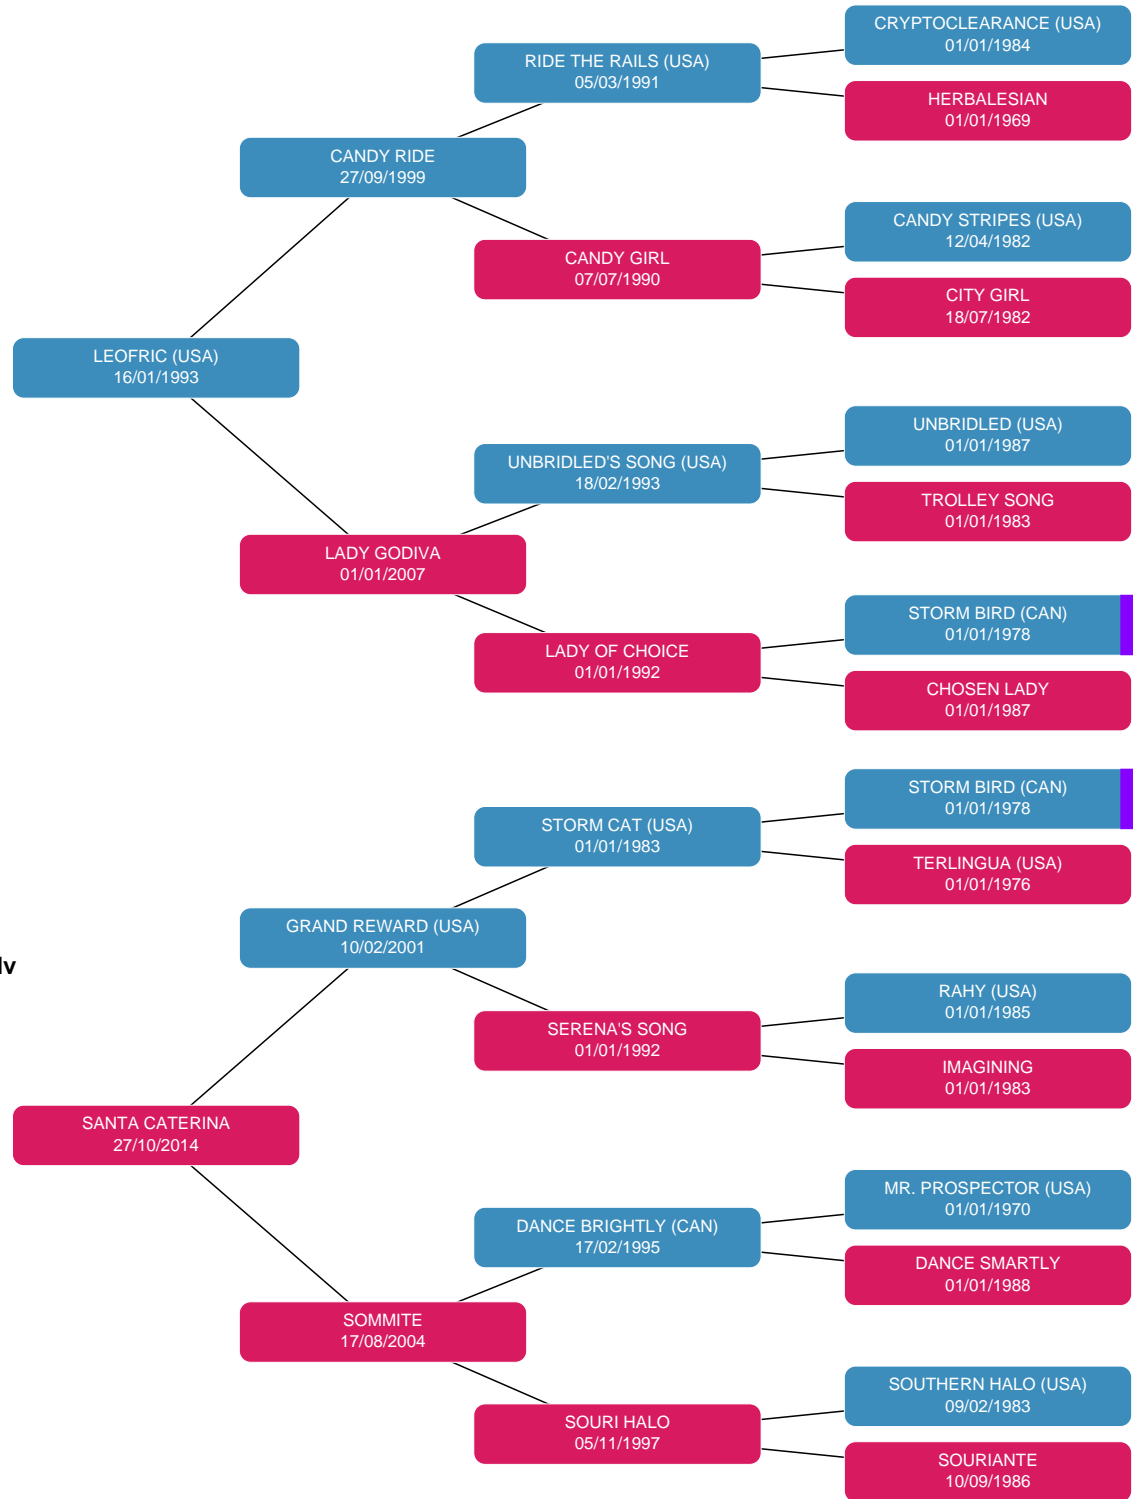 CRYPTOCLEARANCE (USA)
01/01/1984
RIDE THE RAILS (USA)
05/03/1991
HERBALESIAN
01/01/1969
CANDY RIDE
27/09/1999
CANDY STRIPES (USA)
12/04/1982
CANDY GIRL
07/07/1990
CITY GIRL
18/07/1982
LEOFRIC (USA)
16/01/1993
UNBRIDLED (USA)
01/01/1987
UNBRIDLED'S SONG (USA)
18/02/1993
TROLLEY SONG
01/01/1983
LADY GODIVA
01/01/2007
STORM BIRD (CAN)
01/01/1978
LADY OF CHOICE
01/01/1992
CHOSEN LADY
01/01/1987
STORM BIRD (CAN)
01/01/1978
STORM CAT (USA)
01/01/1983
TERLINGUA (USA)
01/01/1976
GRAND REWARD (USA)
10/02/2001
RAHY (USA)
01/01/1985
SERENA'S SONG
01/01/1992
IMAGINING
01/01/1983
SANTA CATERINA
27/10/2014
MR. PROSPECTOR (USA)
01/01/1970
DANCE BRIGHTLY (CAN)
17/02/1995
DANCE SMARTLY
01/01/1988
SOMMITE
17/08/2004
SOUTHERN HALO (USA)
09/02/1983
SOURI HALO
05/11/1997
SOURIANTE
10/09/1986